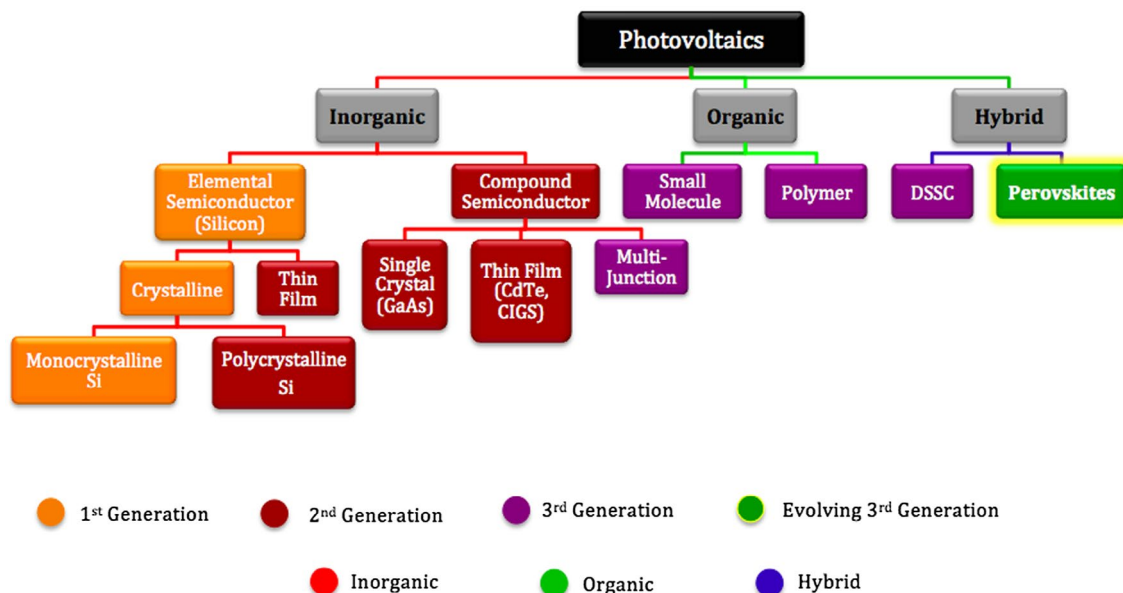 Photovoltaics
Inorganic
Organic
Hybrid
Elemental
Semiconductor
(Silicon)
Compound
Semiconductor
Small
Molecule
Polymer
DSSC
Perovskites
Crystalline
Thin
Film
Single
Crystal
(GaAs)
Thin Film
(CdTe,
CIGS)
Multi-
Junction
Monocrystalline
Si
Polycrystalline
Si
1st Generation
2nd Generation
3rd Generation
Evolving 3rd Generation
Inorganic
Organic
Hybrid